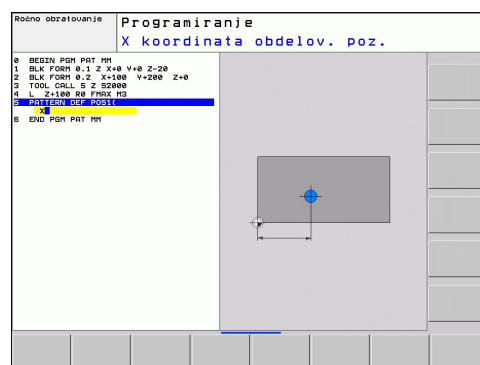 Ročno obratovanje
Programiranje
X koordinata obdelov. poz.
0 BEGIN PGM PAT MM
1 BLK FORM 0.1 Z X+0 Y+0 Z-20
2 BLK FORM 0.2 X+100 Y+200 Z+0
3 TOOL CALL 5 Z S2000
4 L Z+100 R0 FMAX M3
5 PATTERN DEF POS1(
X
6 END PGM PAT MM